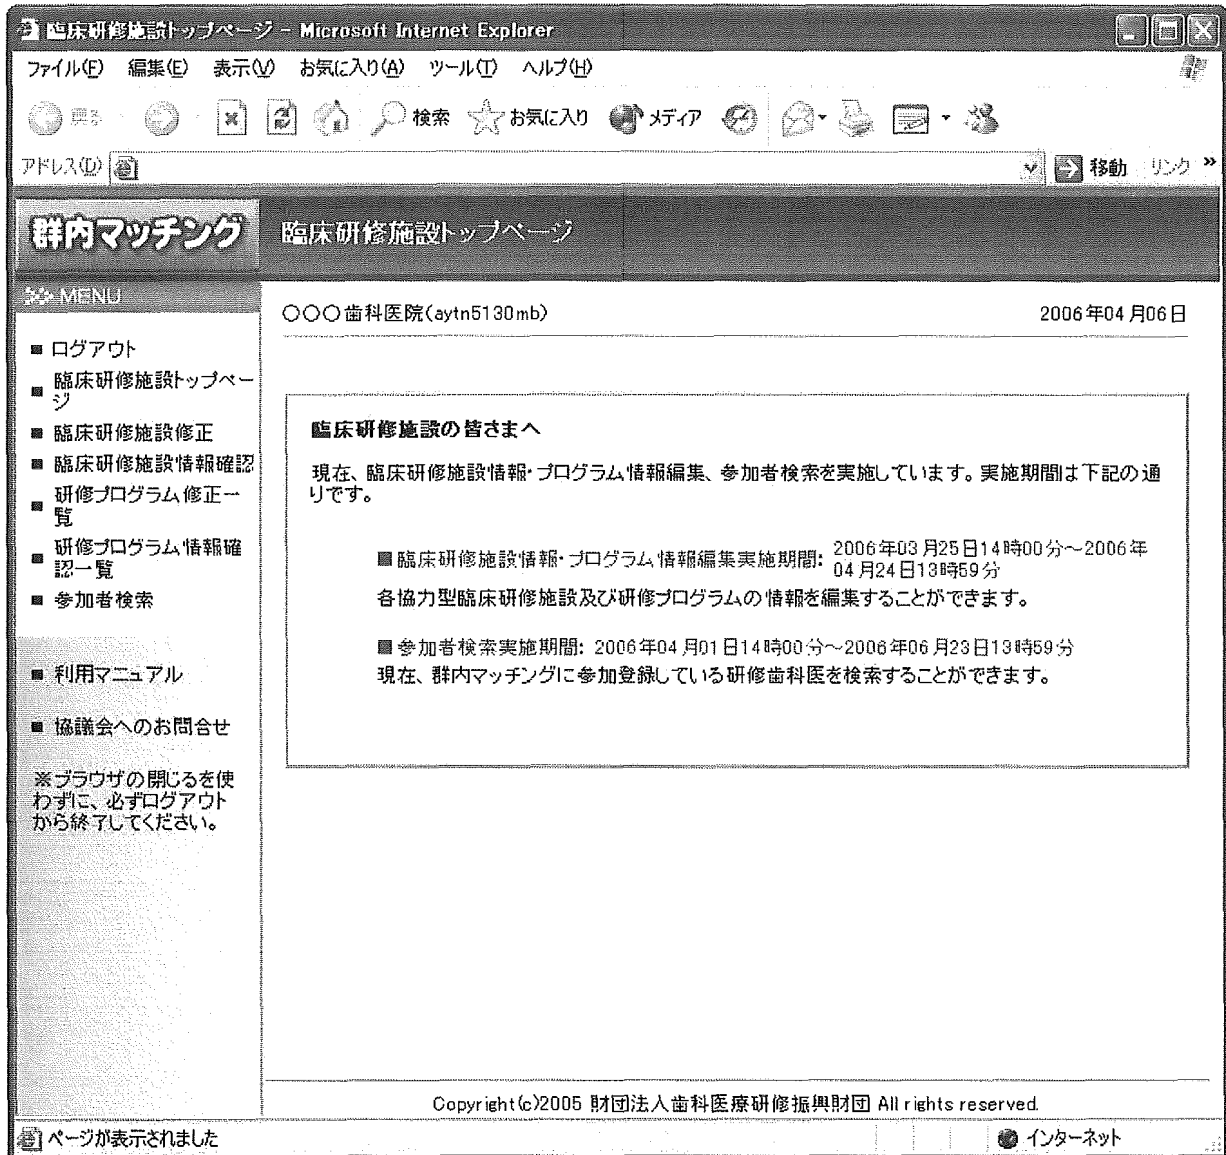 臨床研修施設トップページ - Microsoft Internet Explorer
ファイル(F) 編集(E) 表示(V) お気に入り(A) ツール(T) ヘルプ(H)
戻る 検索 お気に入り メディア
アドレス(D) 移動 リンク »
群内マッチング 臨床研修施設トップページ
MENU
○○○歯科医院(aytn5130mb) 2006年04月06日
■ ログアウト
■ 臨床研修施設トップペー
ジ
■ 臨床研修施設修正
■ 臨床研修施設情報確認
■ 研修プログラム修正一
覧
■ 研修プログラム情報確
認一覧
■ 参加者検索
■ 利用マニュアル
■ 協議会へのお問合せ
※ブラウザの閉じるを使
わずに、必ずログアウト
から終了してください。
臨床研修施設の皆さまへ
現在、臨床研修施設情報・プログラム情報編集、参加者検索を実施しています。実施期間は下記の通
りです。
■臨床研修施設情報・プログラム情報編集実施期間: 2006年03月25日14時00分～2006年
04月24日13時59分
各協力型臨床研修施設及び研修プログラムの情報を編集することができます。
■参加者検索実施期間: 2006年04月01日14時00分～2006年06月23日13時59分
現在、群内マッチングに参加登録している研修歯科医を検索することができます。
Copyright(c)2005 財団法人歯科医療研修振興財団 All rights reserved.
ページが表示されました インターネット